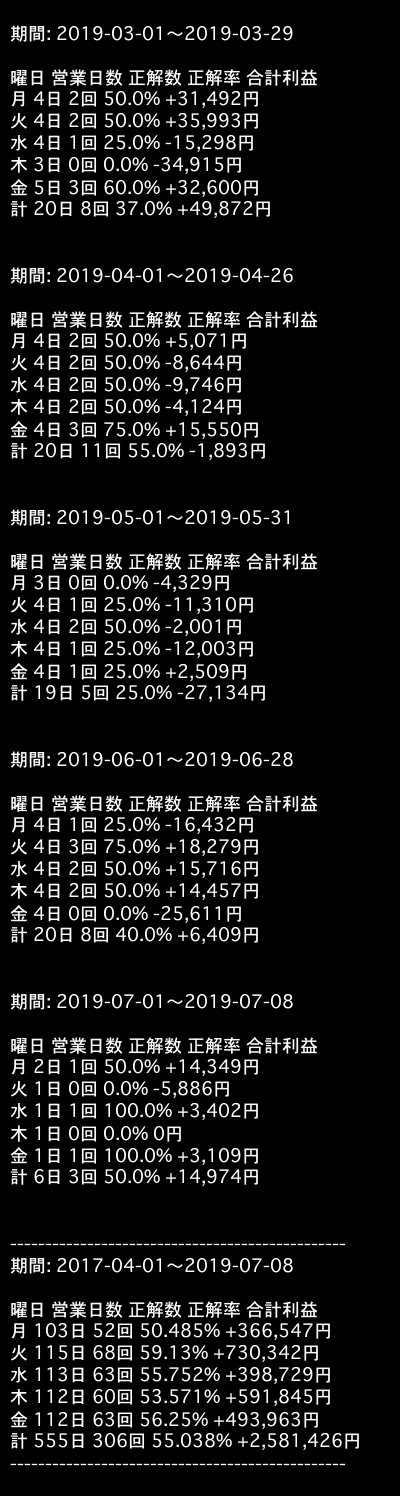 期間: 2019-03-01〜2019-03-29
曜日 営業日数 正解数 正解率 合計利益
月 4日 2回 50.0% +31,492円
火 4日 2回 50.0% +35,993円
水 4日 1回 25.0% -15,298円
木 3日 0回 0.0% -34,915円
金 5日 3回 60.0% +32,600円
計 20日 8回 37.0% +49,872円
期間: 2019-04-01〜2019-04-26
曜日 営業日数 正解数 正解率 合計利益
月 4日 2回 50.0% +5,071円
火 4日 2回 50.0% -8,644円
水 4日 2回 50.0% -9,746円
木 4日 2回 50.0% -4,124円
金 4日 3回 75.0% +15,550円
計 20日 11回 55.0% -1,893円
期間: 2019-05-01〜2019-05-31
曜日 営業日数 正解数 正解率 合計利益
月 3日 0回 0.0% -4,329円
火 4日 1回 25.0% -11,310円
水 4日 2回 50.0% -2,001円
木 4日 1回 25.0% -12,003円
金 4日 1回 25.0% +2,509円
計 19日 5回 25.0% -27,134円
期間: 2019-06-01〜2019-06-28
曜日 営業日数 正解数 正解率 合計利益
月 4日 1回 25.0% -16,432円
火 4日 3回 75.0% +18,279円
水 4日 2回 50.0% +15,716円
木 4日 2回 50.0% +14,457円
金 4日 0回 0.0% -25,611円
計 20日 8回 40.0% +6,409円
期間: 2019-07-01〜2019-07-08
曜日 営業日数 正解数 正解率 合計利益
月 2日 1回 50.0% +14,349円
火 1日 0回 0.0% -5,886円
水 1日 1回 100.0% +3,402円
木 1日 0回 0.0% 0円
金 1日 1回 100.0% +3,109円
計 6日 3回 50.0% +14,974円
------------------------------------------------
期間: 2017-04-01〜2019-07-08
曜日 営業日数 正解数 正解率 合計利益
月 103日 52回 50.485% +366,547円
火 115日 68回 59.13% +730,342円
水 113日 63回 55.752% +398,729円
木 112日 60回 53.571% +591,845円
金 112日 63回 56.25% +493,963円
計 555日 306回 55.038% +2,581,426円
------------------------------------------------